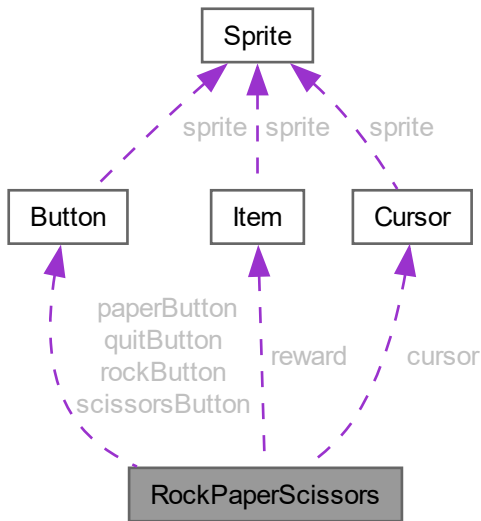 Sprite
sprite sprite sprite
Button Item Cursor
paperButton
quitButton
rockButton
scissorsButton
reward
cursor
RockPaperScissors